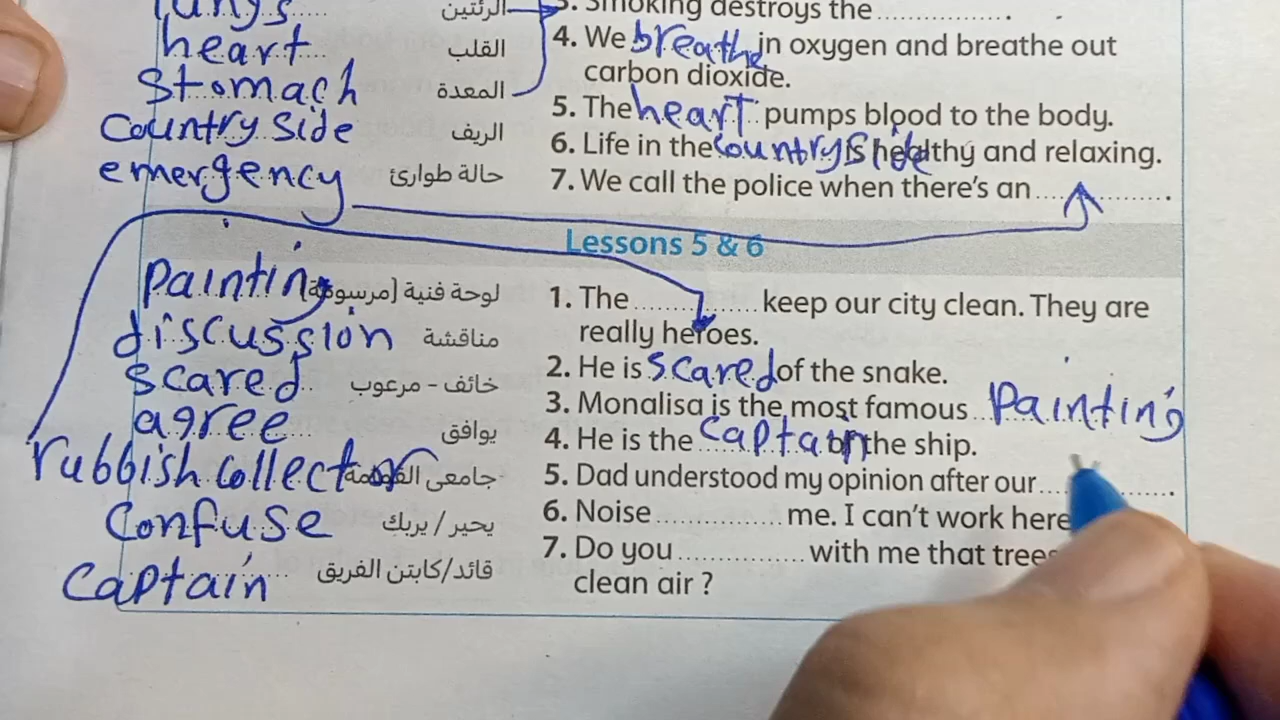 lungs الرئتين
3. Smoking destroys the ................ .
heart القلب
4. We breathe in oxygen and breathe out
carbon dioxide.
stomach المعدة
5. The heart pumps blood to the body.
countryside الريف
6. Life in the countryside is healthy and relaxing.
emergency حالة طوارئ
7. We call the police when there's an ................ .
Lessons 5 & 6
painting لوحة فنية (مرسومة)
1. The ................ keep our city clean. They are
really heroes.
discussion مناقشة
scared خائف - مرعوب
2. He is scared of the snake.
3. Monalisa is the most famous painting
agree يوافق
4. He is the captain of the ship.
rubbish collector جامعى القمامة
5. Dad understood my opinion after our ................ .
confuse يحير / يربك
6. Noise ................ me. I can't work here
7. Do you ................ with me that trees
clean air ?
captain قائد/كابتن الفريق